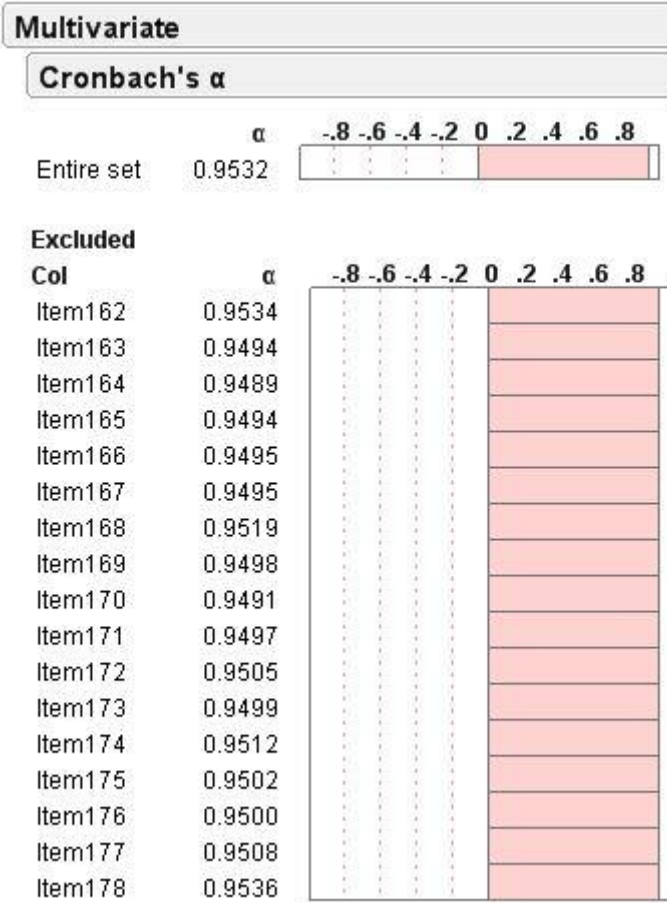 Multivariate
Cronbach's α
α -.8 -.6 -.4 -.2 0 .2 .4 .6 .8
Entire set 0.9532
Excluded
Col α -.8 -.6 -.4 -.2 0 .2 .4 .6 .8
Item162 0.9534
Item163 0.9494
Item164 0.9489
Item165 0.9494
Item166 0.9495
Item167 0.9495
Item168 0.9519
Item169 0.9498
Item170 0.9491
Item171 0.9497
Item172 0.9505
Item173 0.9499
Item174 0.9512
Item175 0.9502
Item176 0.9500
Item177 0.9508
Item178 0.9536